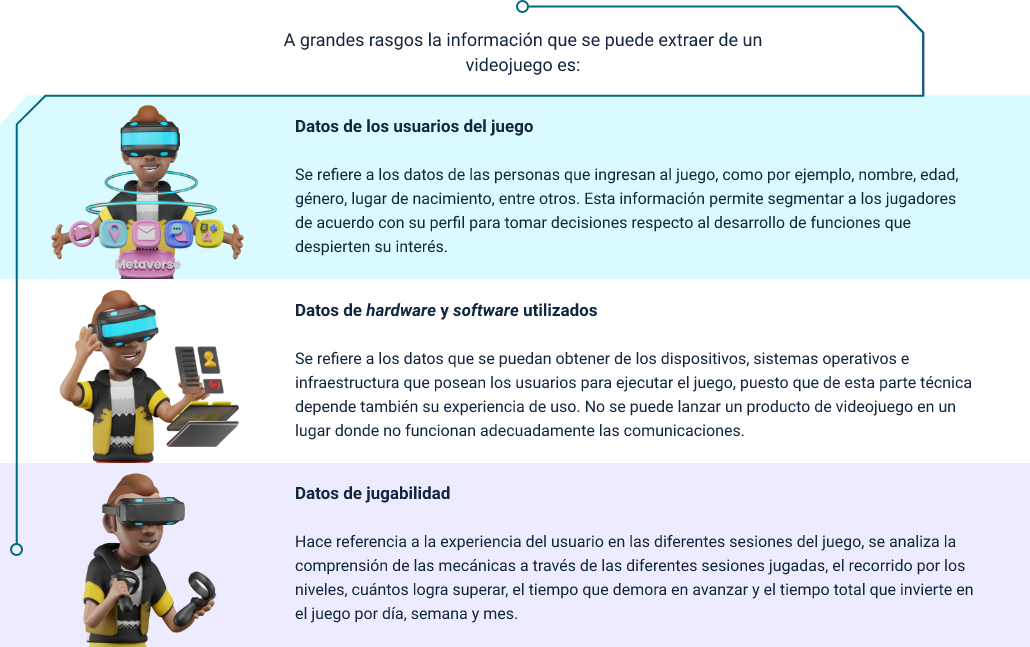 A grandes rasgos la información que se puede extraer de un
videojuego es:
Datos de los usuarios del juego
Se refiere a los datos de las personas que ingresan al juego, como por ejemplo, nombre, edad,
género, lugar de nacimiento, entre otros. Esta información permite segmentar a los jugadores
de acuerdo con su perfil para tomar decisiones respecto al desarrollo de funciones que
despierten su interés.
Metaverse
Datos de hardware y software utilizados
Se refiere a los datos que se puedan obtener de los dispositivos, sistemas operativos e
infraestructura que posean los usuarios para ejecutar el juego, puesto que de esta parte técnica
depende también su experiencia de uso. No se puede lanzar un producto de videojuego en un
lugar donde no funcionan adecuadamente las comunicaciones.
Datos de jugabilidad
Hace referencia a la experiencia del usuario en las diferentes sesiones del juego, se analiza la
comprensión de las mecánicas a través de las diferentes sesiones jugadas, el recorrido por los
niveles, cuántos logra superar, el tiempo que demora en avanzar y el tiempo total que invierte en
el juego por día, semana y mes.